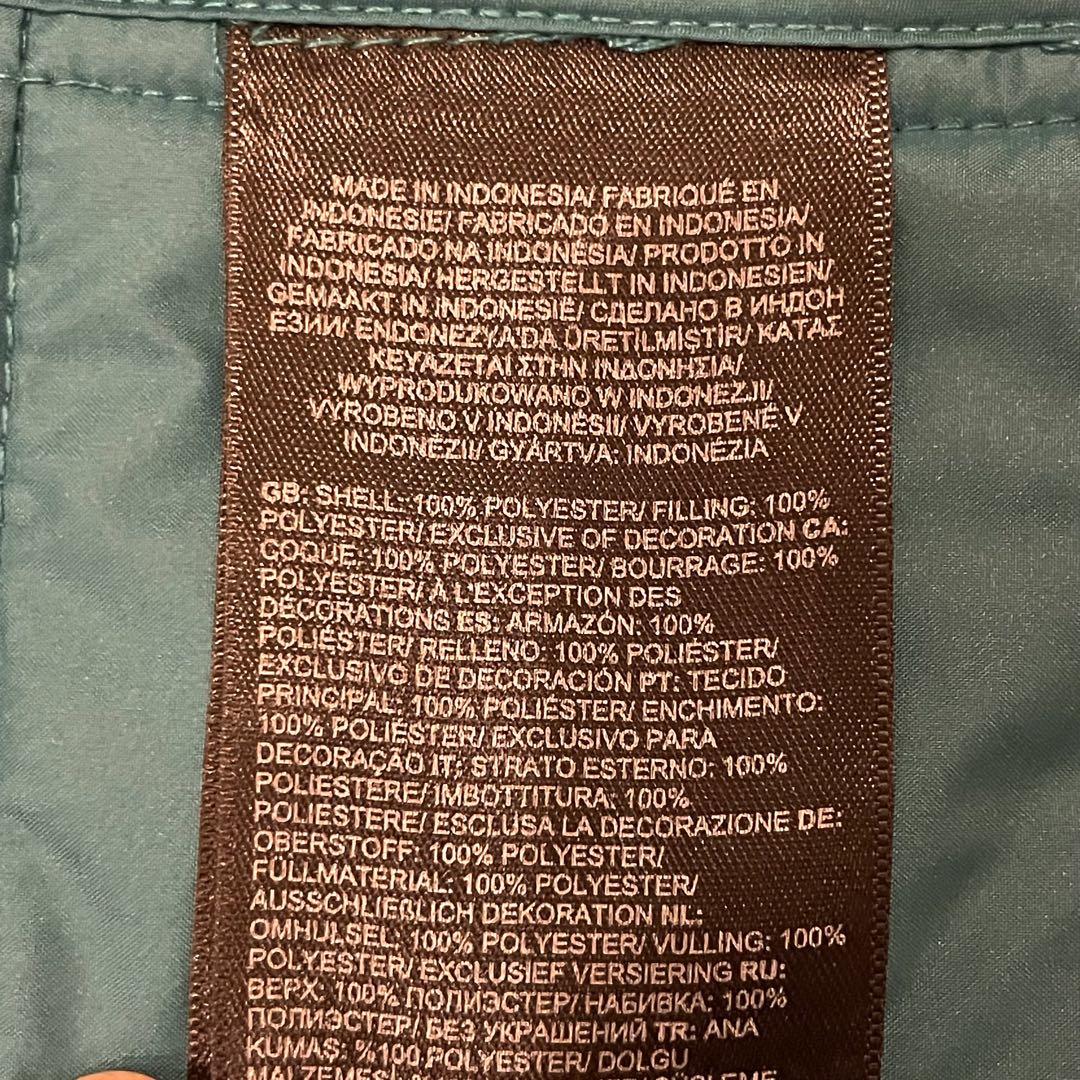 MADE IN INDONESIA/ FABRIQUÉ EN
INDONÉSIE/ FABRICADO EN INDONESIA/
FABRICADO NA INDONÉSIA/ PRODOTTO IN
INDONESIA/ HERGESTELLT IN INDONESIEN/
GEMAAKT IN INDONESIË/ СДЕЛАНО В ИНДОН
ЕЗИИ/ ENDONEZYA'DA ÜRETILMISTIR/ ΚΑΤΑΣ
ΚΕΥΑΖΕΤΑΙ ΣΤΗΝ ΙΝΔΟΝΗΣΙΑ/
WYPRODUKOWANO W INDONEZJI/
VYROBENO V INDONÉSII/ VYROBENÉ V
INDONÉZII/ GYÁRTVA: INDONÉZIA
GB: SHELL: 100% POLYESTER/ FILLING: 100%
POLYESTER/ EXCLUSIVE OF DECORATION CA:
COQUE: 100% POLYESTER/ BOURRAGE: 100%
POLYESTER/ À L'EXCEPTION DES
DÉCORATIONS ES: ARMAZÓN: 100%
POLIÉSTER/ RELLENO: 100% POLIÉSTER/
EXCLUSIVO DE DECORACIÓN PT: TECIDO
PRINCIPAL: 100% POLIÉSTER/ ENCHIMENTO:
100% POLIÉSTER/ EXCLUSIVO PARA
DECORAÇÃO IT: STRATO ESTERNO: 100%
POLIESTERE/ IMBOTTITURA: 100%
POLIESTERE/ ESCLUSA LA DECORAZIONE DE:
OBERSTOFF: 100% POLYESTER/
FÜLLMATERIAL: 100% POLYESTER/
AUSSCHLIEßLICH DEKORATION NL:
OMHULSEL: 100% POLYESTER/ VULLING: 100%
POLYESTER/ EXCLUSIEF VERSIERING RU:
ВЕРХ: 100% ПОЛИЭСТЕР/ НАБИВКА: 100%
ПОЛИЭСТЕР/ БЕЗ УКРАШЕНИЙ TR: ANA
KUMAŞ: %100 POLYESTER/ DOLGU